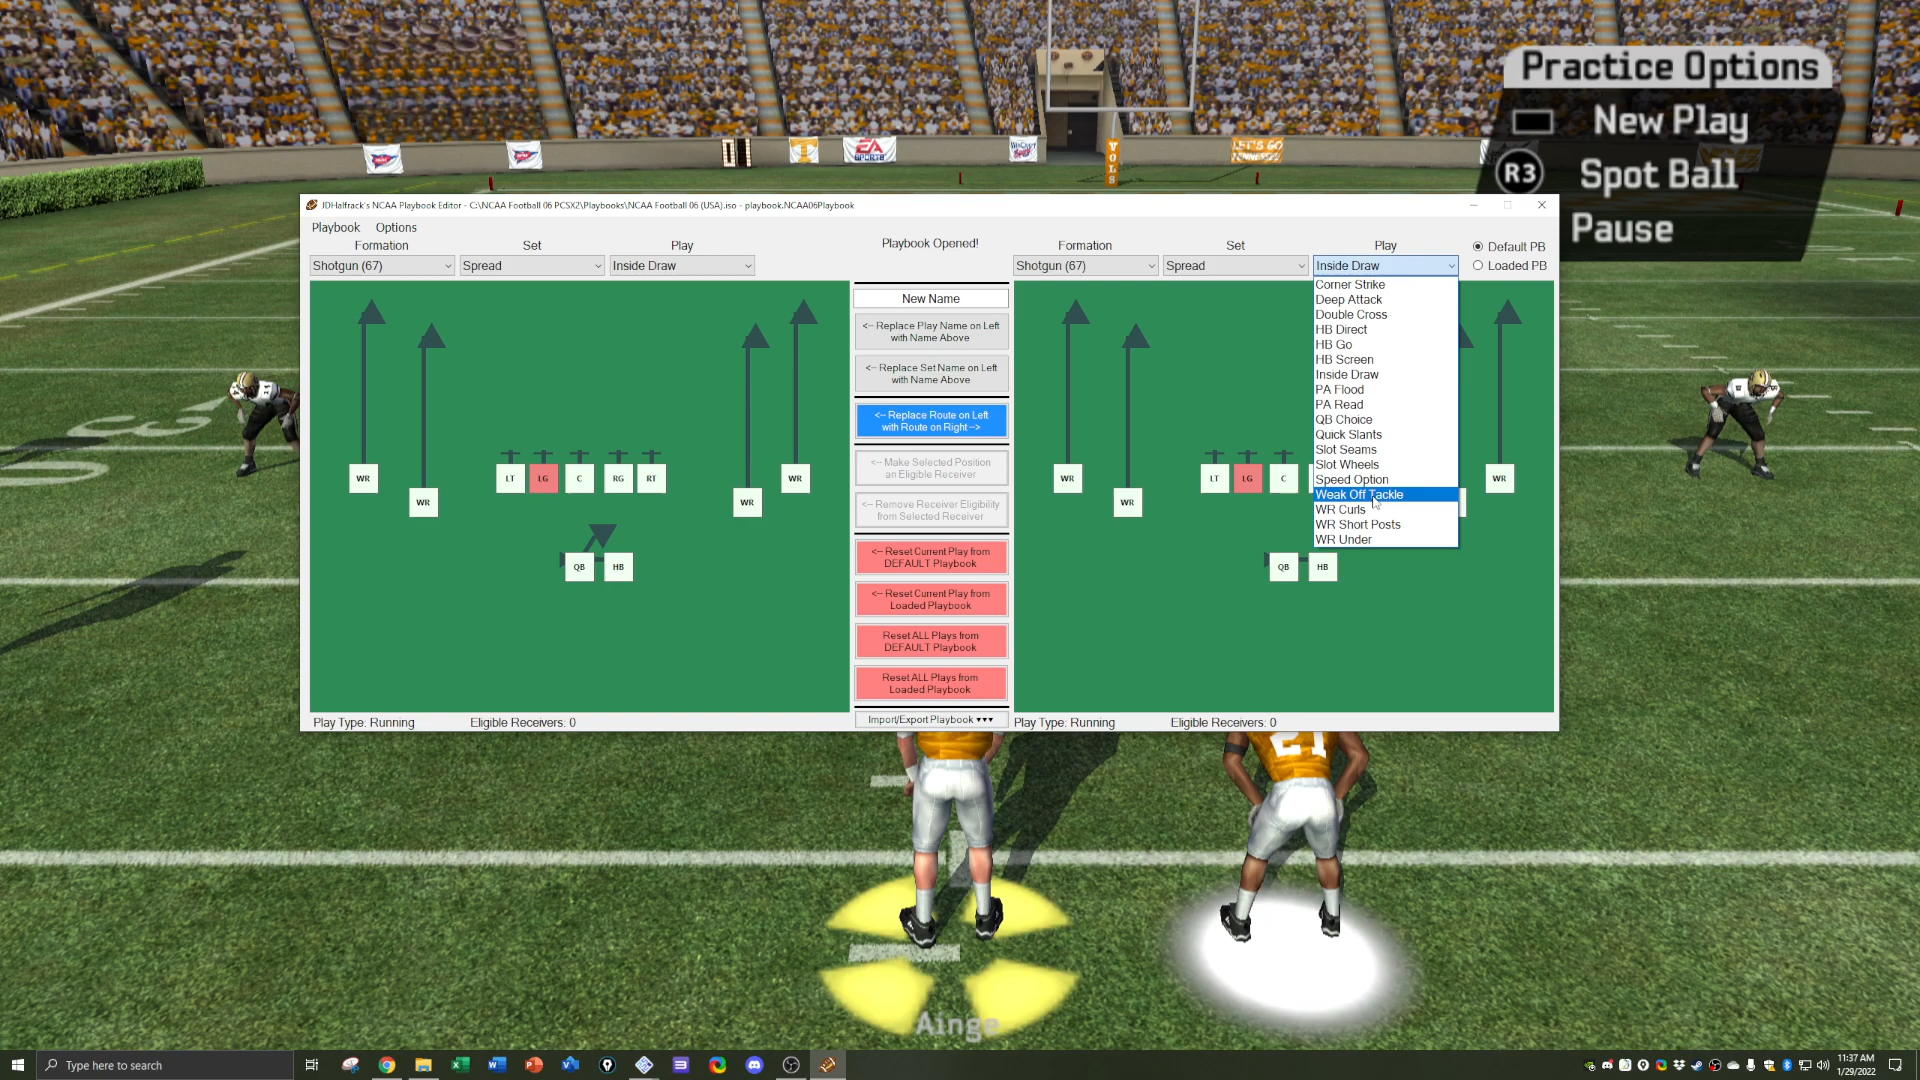 Practice Options
New Play
R3 Spot Ball
Pause
EA
SPORTS
LET'S GO
TENNESSEE
VOLS
JDHalfrack's NCAA Playbook Editor - C:\NCAA Football 06 PCSX2\Playbooks\NCAA Football 06 (USA).iso - playbook.NCAA06Playbook
Playbook Options
Formation Set Play
Shotgun (67) Spread Inside Draw
Playbook Opened!
Formation Set Play
Shotgun (67) Spread Inside Draw
Default PB
Loaded PB
WR WR LT LG C RG RT WR WR
QB HB
Play Type: Running Eligible Receivers: 0
New Name
<-- Replace Play Name on Left
with Name Above
<-- Replace Set Name on Left
with Name Above
<-- Replace Route on Left
with Route on Right-->
<-- Make Selected Position
an Eligible Receiver
<-- Remove Receiver Eligibility
from Selected Receiver
<-- Reset Current Play from
DEFAULT Playbook
<-- Reset Current Play from
Loaded Playbook
Reset ALL Plays from
DEFAULT Playbook
Reset ALL Plays from
Loaded Playbook
Import/Export Playbook ▾▾▾
Corner Strike
Deep Attack
Double Cross
HB Direct
HB Go
HB Screen
Inside Draw
PA Flood
PA Read
QB Choice
Quick Slants
Slot Seams
Slot Wheels
Speed Option
Weak Off Tackle
WR Curls
WR Short Posts
WR Under
WR WR LT LG C WR
QB HB
Play Type: Running Eligible Receivers: 0
21
Ainge
Type here to search
11:37 AM
1/29/2022